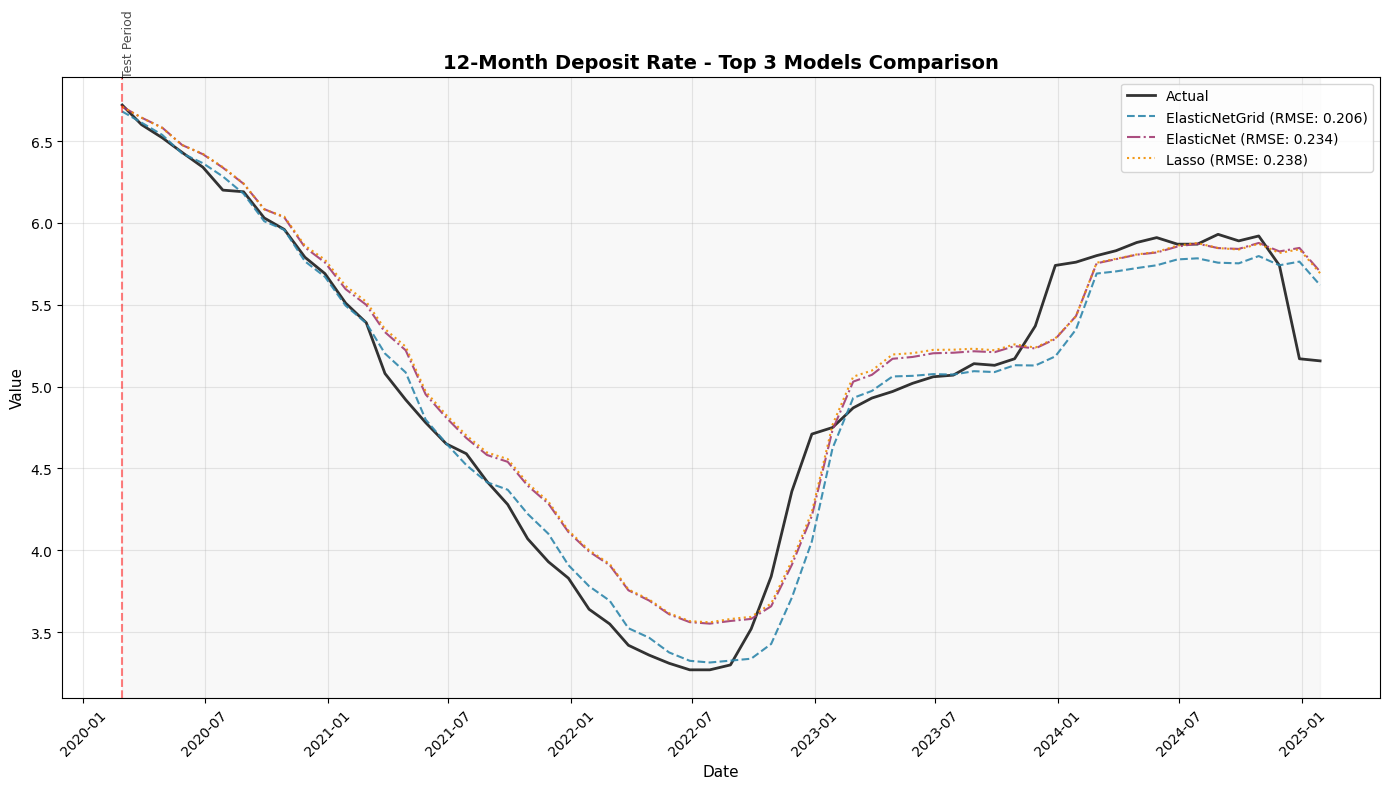 Test Period
12-Month Deposit Rate - Top 3 Models Comparison
Actual
ElasticNetGrid (RMSE: 0.206)
ElasticNet (RMSE: 0.234)
Lasso (RMSE: 0.238)
Value
6.5
6.0
5.5
5.0
4.5
4.0
3.5
2020-01
2020-07
2021-01
2021-07
2022-01
2022-07
2023-01
2023-07
2024-01
2024-07
2025-01
Date